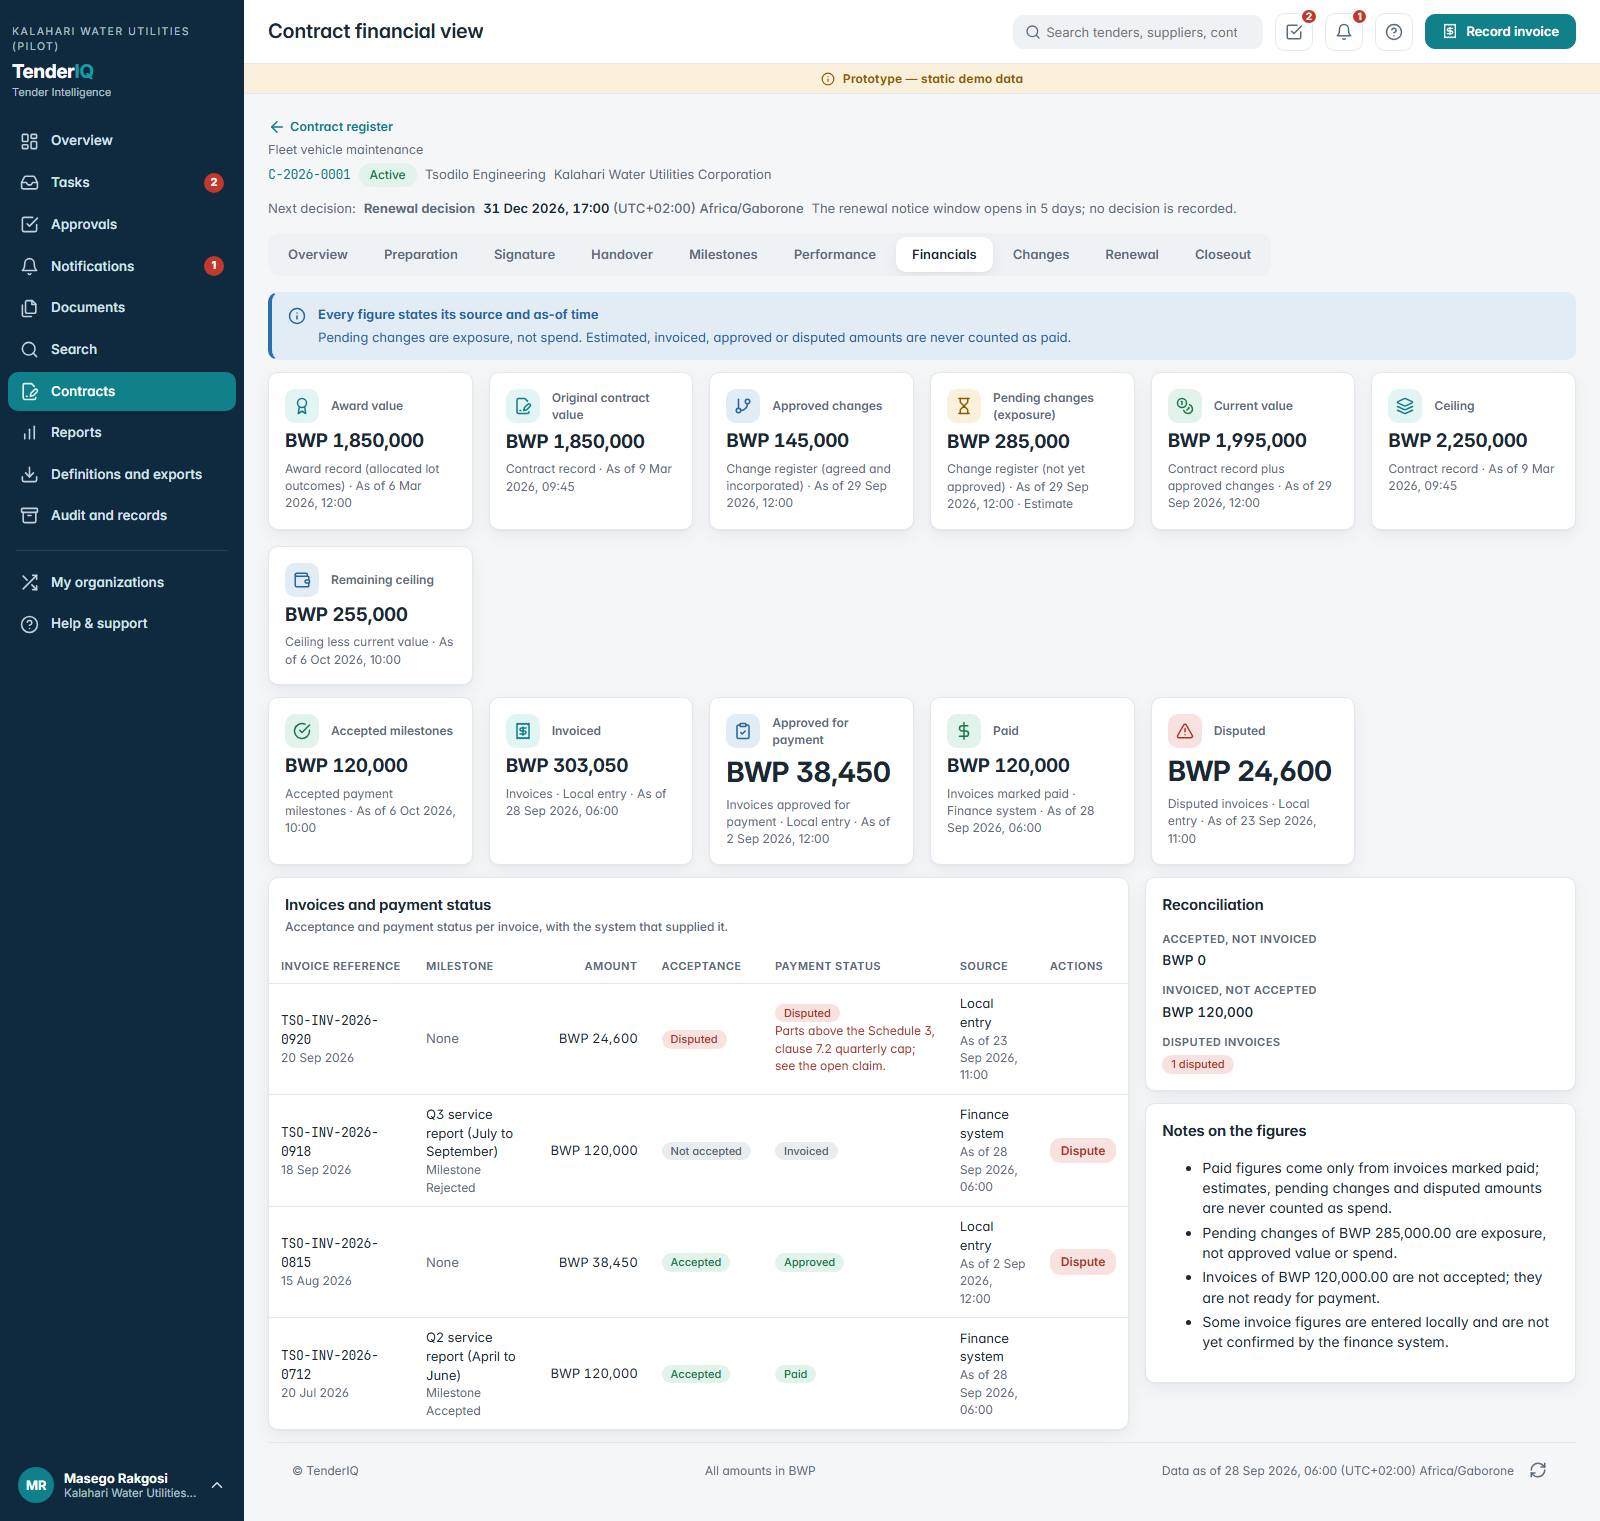 KALAHARI WATER UTILITIES
(PILOT)
TenderIQ
Tender Intelligence
Overview
Tasks
2
Approvals
Notifications
1
Documents
Search
Contracts
Reports
Definitions and exports
Audit and records
My organizations
Help & support
MR
Masego Rakgosi
Kalahari Water Utilities...
Contract financial view
Search tenders, suppliers, cont
2
1
Record invoice
Prototype — static demo data
Contract register
Fleet vehicle maintenance
C-2026-0001 Active Tsodilo Engineering Kalahari Water Utilities Corporation
Next decision: Renewal decision 31 Dec 2026, 17:00 (UTC+02:00) Africa/Gaborone The renewal notice window opens in 5 days; no decision is recorded.
Overview Preparation Signature Handover Milestones Performance Financials Changes Renewal Closeout
Every figure states its source and as-of time
Pending changes are exposure, not spend. Estimated, invoiced, approved or disputed amounts are never counted as paid.
Award value
BWP 1,850,000
Award record (allocated lot
outcomes) · As of 6 Mar
2026, 12:00
Original contract
value
BWP 1,850,000
Contract record · As of 9 Mar
2026, 09:45
Approved changes
BWP 145,000
Change register (agreed and
incorporated) · As of 29 Sep
2026, 12:00
Pending changes
(exposure)
BWP 285,000
Change register (not yet
approved) · As of 29 Sep
2026, 12:00 · Estimate
Current value
BWP 1,995,000
Contract record plus
approved changes · As of 29
Sep 2026, 12:00
Ceiling
BWP 2,250,000
Contract record · As of 9 Mar
2026, 09:45
Remaining ceiling
BWP 255,000
Ceiling less current value · As
of 6 Oct 2026, 10:00
Accepted milestones
BWP 120,000
Accepted payment
milestones · As of 6 Oct 2026,
10:00
Invoiced
BWP 303,050
Invoices · Local entry · As of
28 Sep 2026, 06:00
Approved for
payment
BWP 38,450
Invoices approved for
payment · Local entry · As of
2 Sep 2026, 12:00
Paid
BWP 120,000
Invoices marked paid ·
Finance system · As of 28
Sep 2026, 06:00
Disputed
BWP 24,600
Disputed invoices · Local
entry · As of 23 Sep 2026,
11:00
Invoices and payment status
Acceptance and payment status per invoice, with the system that supplied it.
INVOICE REFERENCE MILESTONE AMOUNT ACCEPTANCE PAYMENT STATUS SOURCE ACTIONS
TSO-INV-2026-
0920
20 Sep 2026
None
BWP 24,600
Disputed
Disputed
Parts above the Schedule 3,
clause 7.2 quarterly cap;
see the open claim.
Local
entry
As of 23
Sep 2026,
11:00
TSO-INV-2026-
0918
18 Sep 2026
Q3 service
report (July to
September)
Milestone
Rejected
BWP 120,000
Not accepted
Invoiced
Finance
system
As of 28
Sep 2026,
06:00
Dispute
TSO-INV-2026-
0815
15 Aug 2026
None
BWP 38,450
Accepted
Approved
Local
entry
As of 2 Sep
2026,
12:00
Dispute
TSO-INV-2026-
0712
20 Jul 2026
Q2 service
report (April to
June)
Milestone
Accepted
BWP 120,000
Accepted
Paid
Finance
system
As of 28
Sep 2026,
06:00
Reconciliation
ACCEPTED, NOT INVOICED
BWP 0
INVOICED, NOT ACCEPTED
BWP 120,000
DISPUTED INVOICES
1 disputed
Notes on the figures
• Paid figures come only from invoices marked paid;
estimates, pending changes and disputed amounts
are never counted as spend.
• Pending changes of BWP 285,000.00 are exposure,
not approved value or spend.
• Invoices of BWP 120,000.00 are not accepted; they
are not ready for payment.
• Some invoice figures are entered locally and are not
yet confirmed by the finance system.
© TenderIQ
All amounts in BWP
Data as of 28 Sep 2026, 06:00 (UTC+02:00) Africa/Gaborone